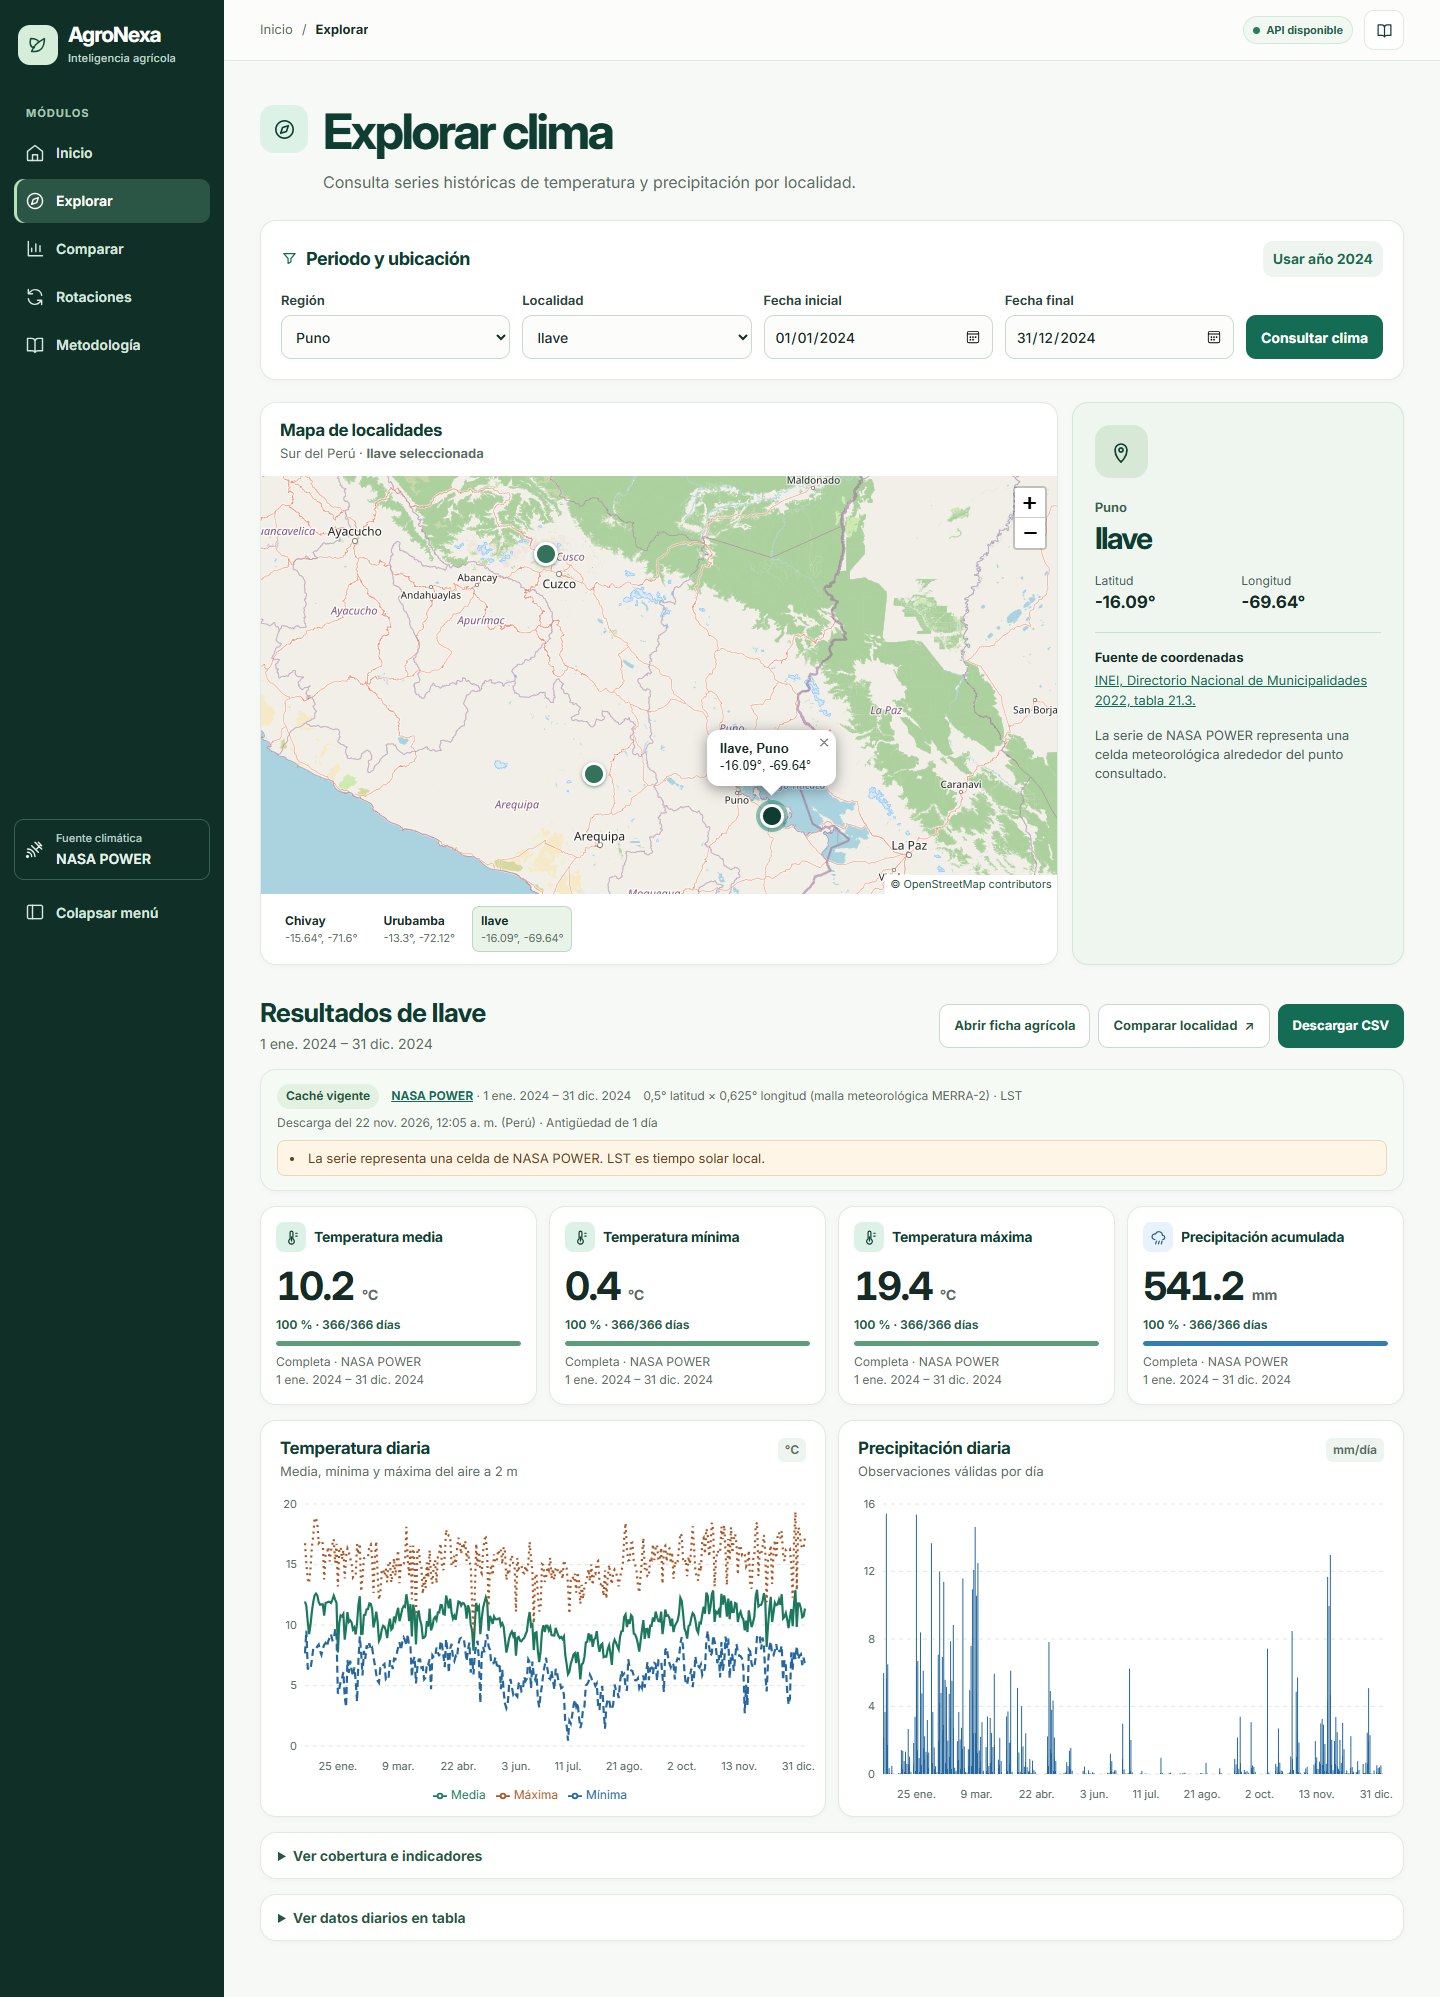 AgroNexa
Inteligencia agrícola
MÓDULOS
Inicio
Explorar
Comparar
Rotaciones
Metodología
Fuente climática
NASA POWER
Colapsar menú
Inicio / Explorar
API disponible
Explorar clima
Consulta series históricas de temperatura y precipitación por localidad.
Periodo y ubicación
Usar año 2024
Región
Localidad
Fecha inicial
Fecha final
Puno
Ilave
01/01/2024
31/12/2024
Consultar clima
Mapa de localidades
Sur del Perú · Ilave seleccionada
Maldonado
+
−
uancavelica
Ayacucho
Cusco
Cuzco
Abancay
Andahuaylas
Ayacucho
Apurímac
La Paz
San Borja
Puno
Ilave, Puno
-16.09°, -69.64°
×
Puno
Caranavi
Arequipa
Arequipa
La Paz
Moquegua
© OpenStreetMap contributors
Chivay
-15.64°, -71.6°
Urubamba
-13.3°, -72.12°
Ilave
-16.09°, -69.64°
Puno
Ilave
Latitud
Longitud
-16.09°
-69.64°
Fuente de coordenadas
INEI, Directorio Nacional de Municipalidades
2022, tabla 21.3.
La serie de NASA POWER representa una
celda meteorológica alrededor del punto
consultado.
Resultados de Ilave
1 ene. 2024 – 31 dic. 2024
Abrir ficha agrícola
Comparar localidad
Descargar CSV
Caché vigente NASA POWER · 1 ene. 2024 – 31 dic. 2024 0,5° latitud × 0,625° longitud (malla meteorológica MERRA-2) · LST
Descarga del 22 nov. 2026, 12:05 a. m. (Perú) · Antigüedad de 1 día
• La serie representa una celda de NASA POWER. LST es tiempo solar local.
Temperatura media
10.2 °C
100 % · 366/366 días
Completa · NASA POWER
1 ene. 2024 – 31 dic. 2024
Temperatura mínima
0.4 °C
100 % · 366/366 días
Completa · NASA POWER
1 ene. 2024 – 31 dic. 2024
Temperatura máxima
19.4 °C
100 % · 366/366 días
Completa · NASA POWER
1 ene. 2024 – 31 dic. 2024
Precipitación acumulada
541.2 mm
100 % · 366/366 días
Completa · NASA POWER
1 ene. 2024 – 31 dic. 2024
Temperatura diaria
°C
Media, mínima y máxima del aire a 2 m
20
15
10
5
0
25 ene. 9 mar. 22 abr. 3 jun. 11 jul. 21 ago. 2 oct. 13 nov. 31 dic.
Media Máxima Mínima
Precipitación diaria
mm/día
Observaciones válidas por día
16
12
8
4
0
25 ene. 9 mar. 22 abr. 3 jun. 11 jul. 21 ago. 2 oct. 13 nov. 31 dic.
Ver cobertura e indicadores
Ver datos diarios en tabla